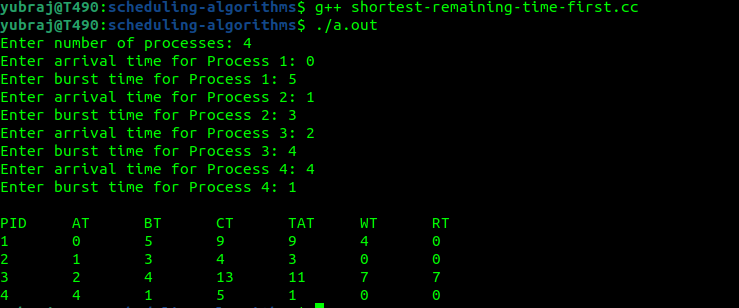 yubraj@T490:scheduling-algorithms$ g++ shortest-remaining-time-first.cc
yubraj@T490:scheduling-algorithms$ ./a.out
Enter number of processes: 4
Enter arrival time for Process 1: 0
Enter burst time for Process 1: 5
Enter arrival time for Process 2: 1
Enter burst time for Process 2: 3
Enter arrival time for Process 3: 2
Enter burst time for Process 3: 4
Enter arrival time for Process 4: 4
Enter burst time for Process 4: 1
PID AT BT CT TAT WT RT
1 0 5 9 9 4 0
2 1 3 4 3 0 0
3 2 4 13 11 7 7
4 4 1 5 1 0 0